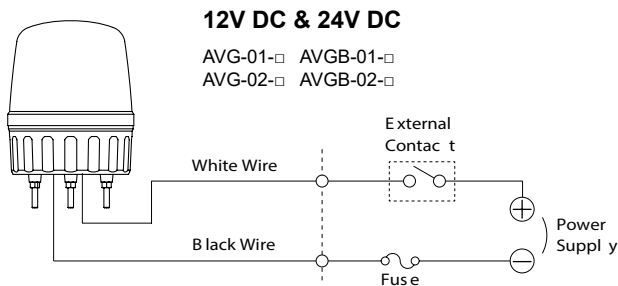 12V DC & 24V DC
AVG-01-□ AVGB-01-□
AVG-02-□ AVGB-02-□
External
Contact
White Wire
Power
Supply
Black Wire
Fuse